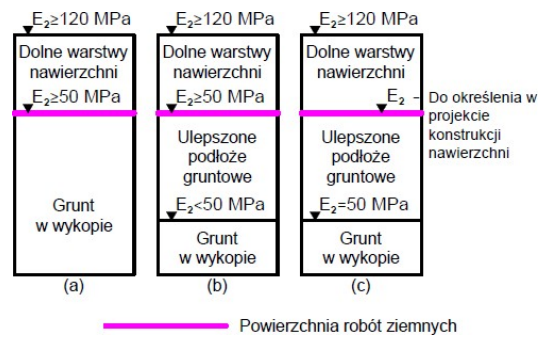 E₂≥120 MPa
Dolne warstwy
nawierzchni
E₂≥50 MPa
Grunt
w wykopie
(a)
E₂≥120 MPa
Dolne warstwy
nawierzchni
E₂≥50 MPa
Ulepszone
podłoże
gruntowe
E₂<50 MPa
Grunt
w wykopie
(b)
E₂≥120 MPa
Dolne warstwy
nawierzchni
E₂ - Do określenia w
projekcie
konstrukcji
nawierzchni
Ulepszone
podłoże
gruntowe
E₂=50 MPa
Grunt
w wykopie
(c)
Powierzchnia robót ziemnych